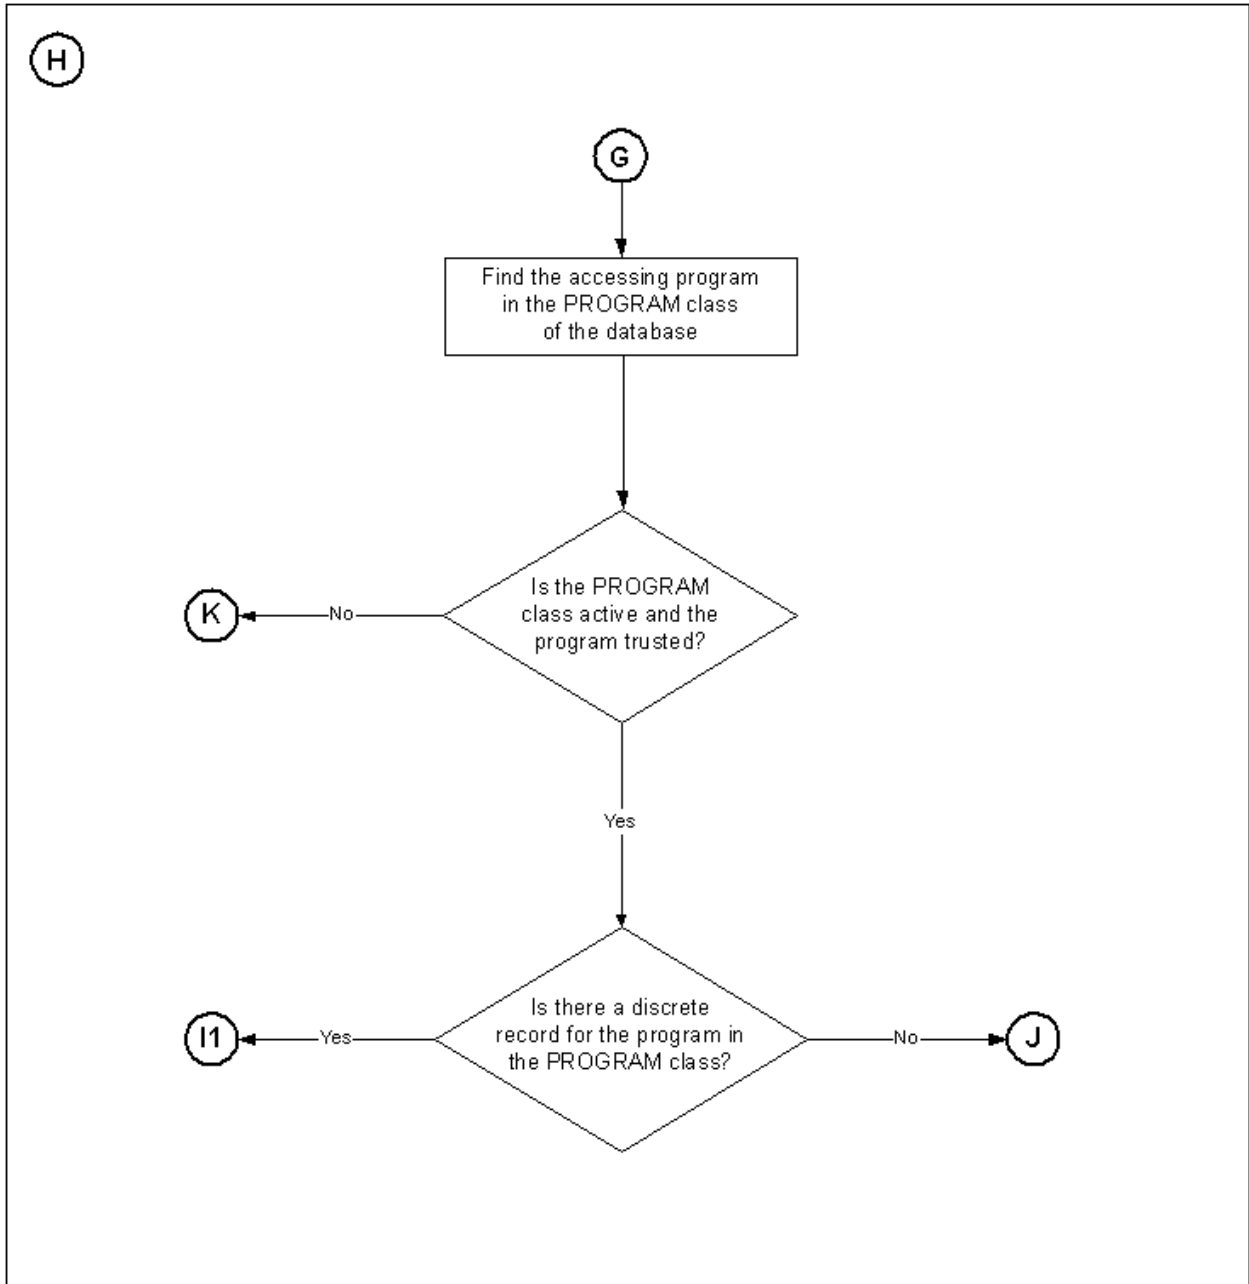 H
G
Find the accessing program
in the PROGRAM class
of the database
Is the PROGRAM
class active and the
program trusted?
K
No
Yes
Is there a discrete
record for the program in
the PROGRAM class?
I1
Yes
No
J